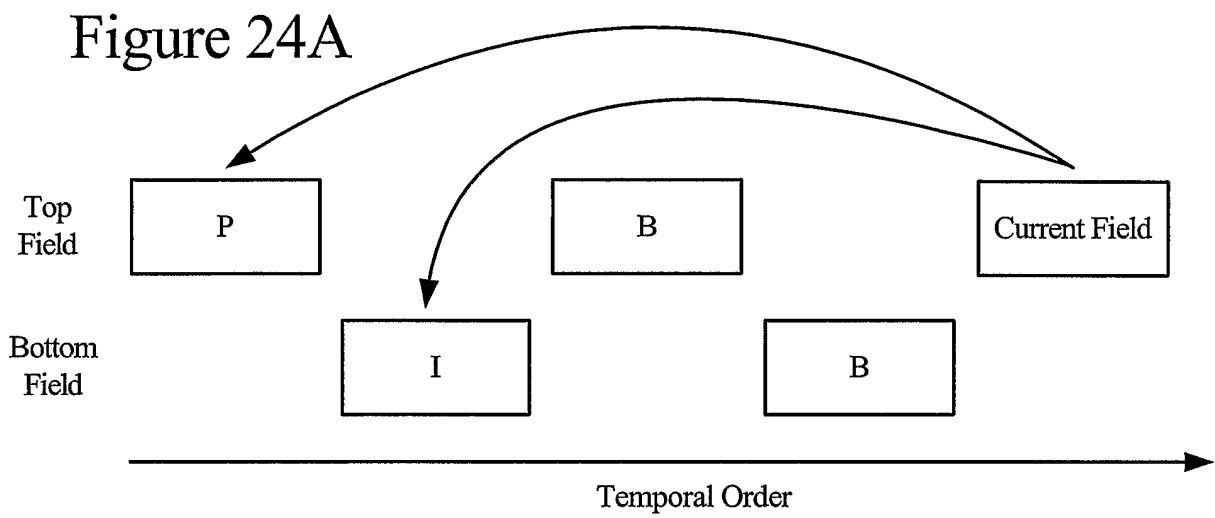 Figure 24A
Top
Field
P
B
Current Field
Bottom
Field
I
B
Temporal Order